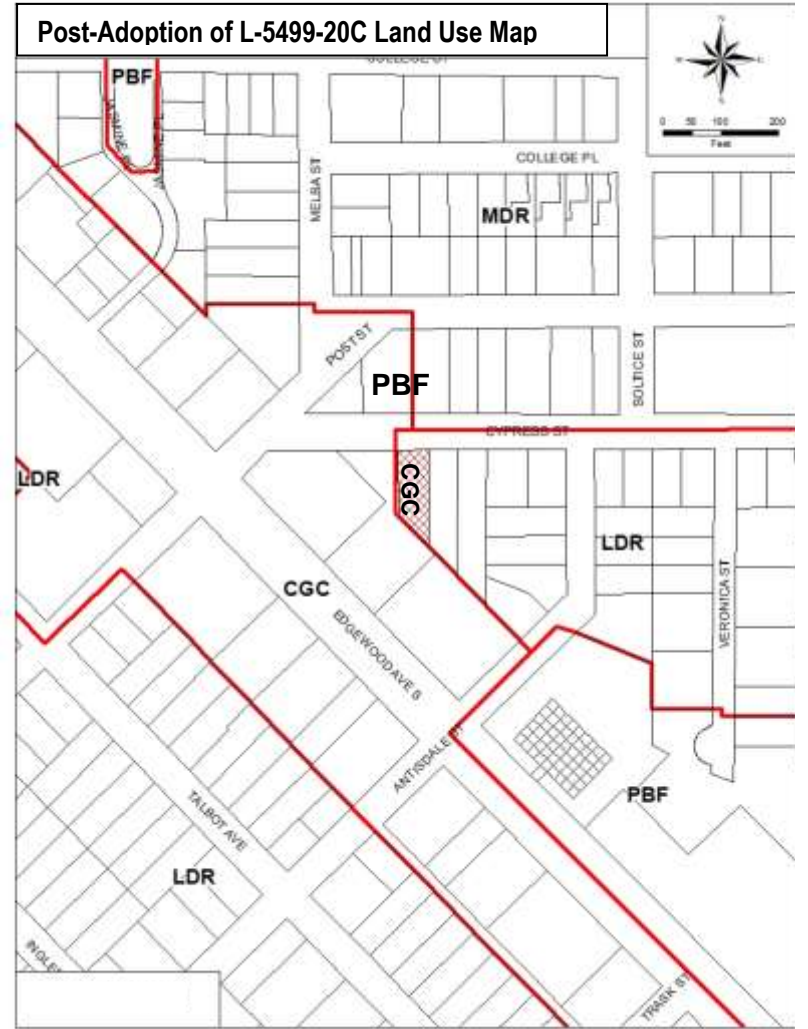 Post-Adoption of L-5499-20C Land Use Map
PBF
N
W
E
S
0 50 100 200
Feet
COLLEGE PL
MELBA ST
MDR
POST ST
PBF
SOLTICE ST
CYPRESS ST
CGC
LDR
LDR
CGC
VERONICA ST
EDGEWOOD AVE S
ANTISDALE ST
PBF
TALBOT AVE
LDR
TRASK ST